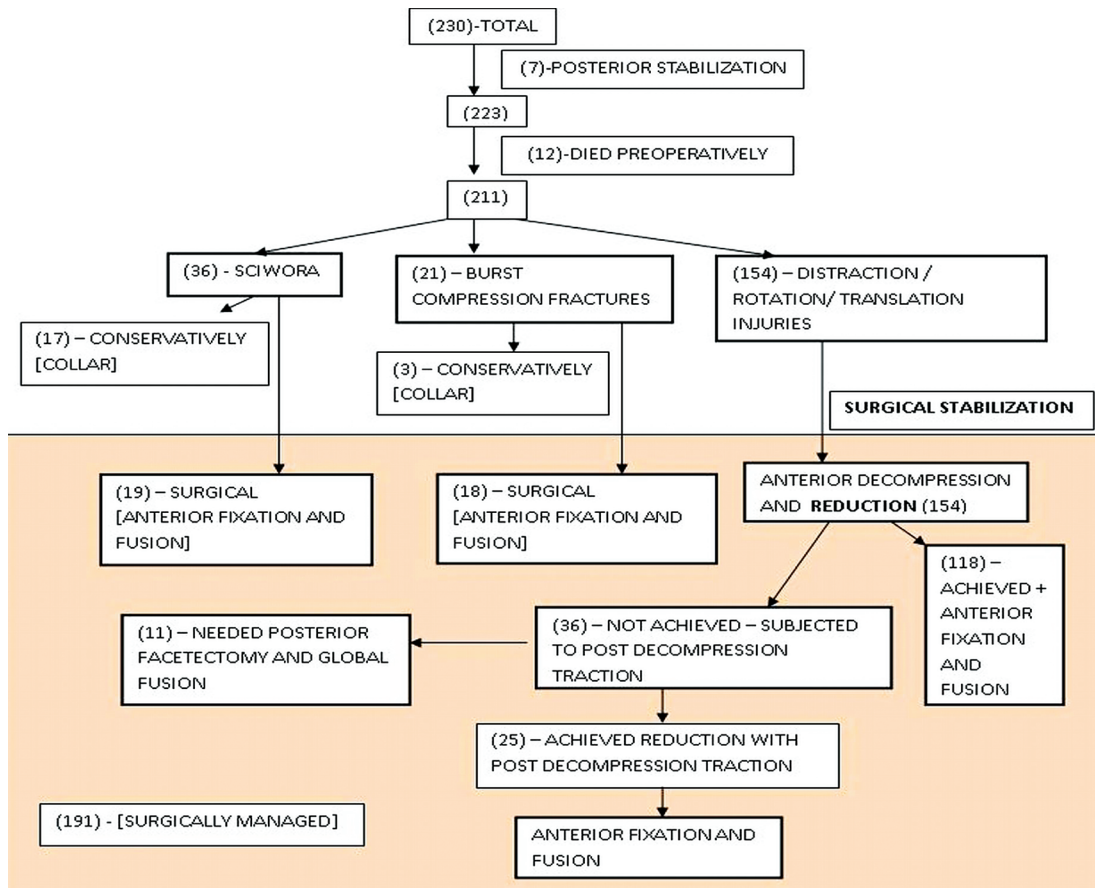 (230)-TOTAL
(7)-POSTERIOR STABILIZATION
(223)
(12)-DIED PREOPERATIVELY
(211)
(36) - SCIWORA
(21) – BURST
COMPRESSION FRACTURES
(154) – DISTRACTION /
ROTATION/ TRANSLATION
INJURIES
(17) – CONSERVATIVELY
[COLLAR]
(3) – CONSERVATIVELY
[COLLAR]
SURGICAL STABILIZATION
(19) – SURGICAL
[ANTERIOR FIXATION AND
FUSION]
(18) – SURGICAL
[ANTERIOR FIXATION AND
FUSION]
ANTERIOR DECOMPRESSION
AND REDUCTION (154)
(118) –
ACHIEVED +
ANTERIOR
FIXATION
AND
FUSION
(36) – NOT ACHIEVED – SUBJECTED
TO POST DECOMPRESSION
TRACTION
(11) – NEEDED POSTERIOR
FACETECTOMY AND GLOBAL
FUSION
(25) – ACHIEVED REDUCTION WITH
POST DECOMPRESSION TRACTION
(191) - [SURGICALLY MANAGED]
ANTERIOR FIXATION AND
FUSION